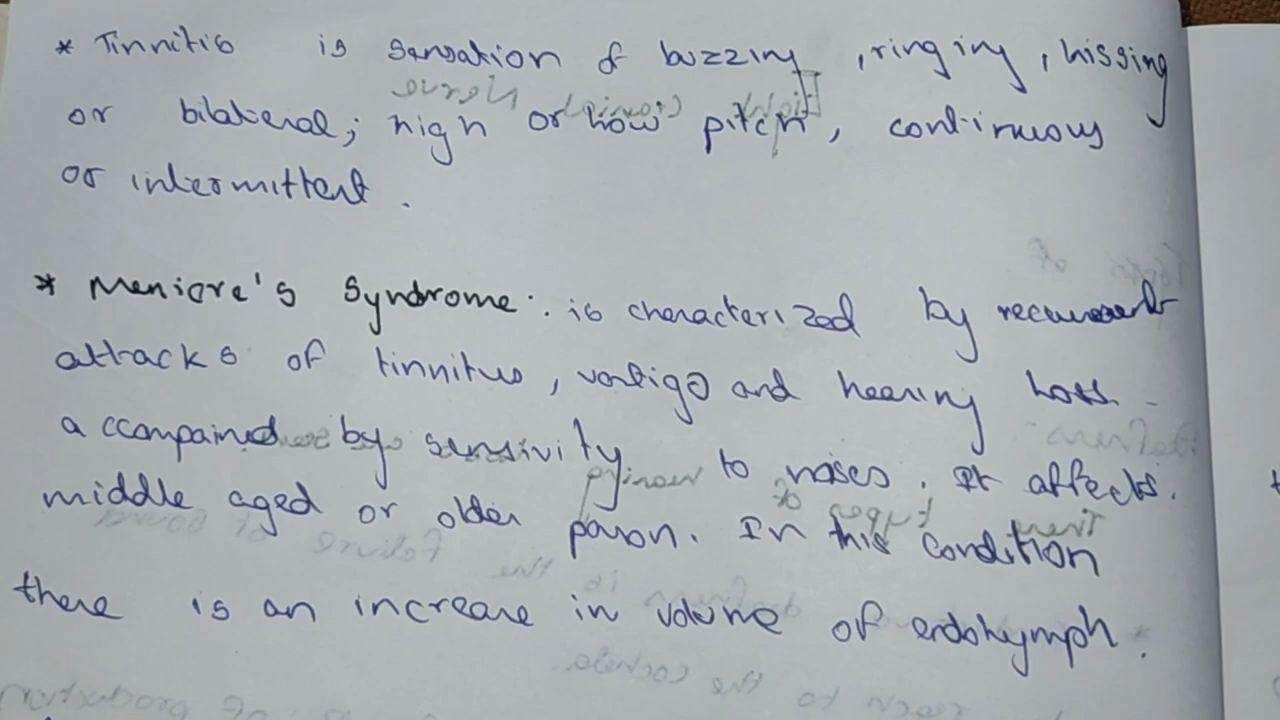 * Tinnitis is sensation of buzzing, ringing, hissing
or bilateral; high or low pitch, continuous
or intermittent.
* Meniere's Syndrome: is characterized by recurrent
attacks of tinnitus, vertigo and hearing loss.
accompained by sensivity to noises. It affects.
middle aged or older person. In this condition
there is an increase in volume of endolymph.